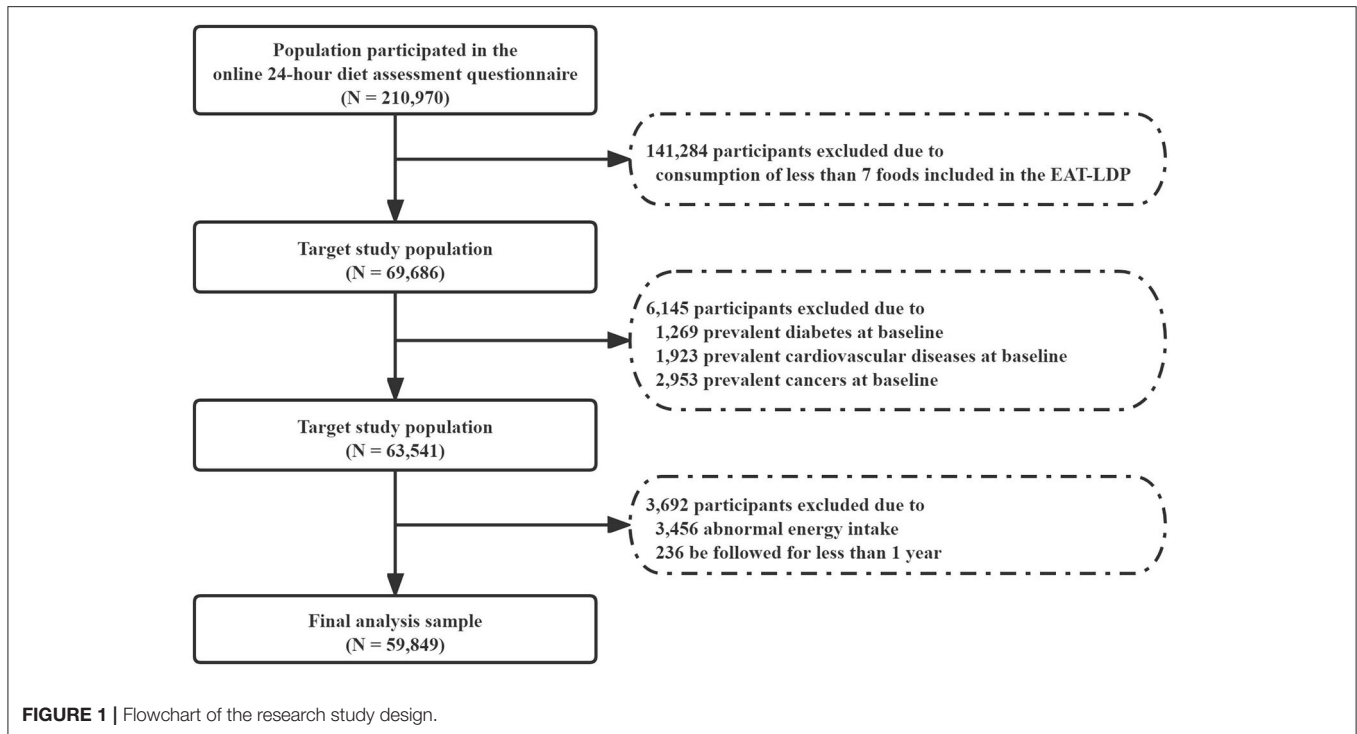 Population participated in the
online 24-hour diet assessment questionnaire
(N = 210,970)
141,284 participants excluded due to
consumption of less than 7 foods included in the EAT-LDP
Target study population
(N = 69,686)
6,145 participants excluded due to
1,269 prevalent diabetes at baseline
1,923 prevalent cardiovascular diseases at baseline
2,953 prevalent cancers at baseline
Target study population
(N = 63,541)
3,692 participants excluded due to
3,456 abnormal energy intake
236 be followed for less than 1 year
Final analysis sample
(N = 59,849)
FIGURE 1 | Flowchart of the research study design.